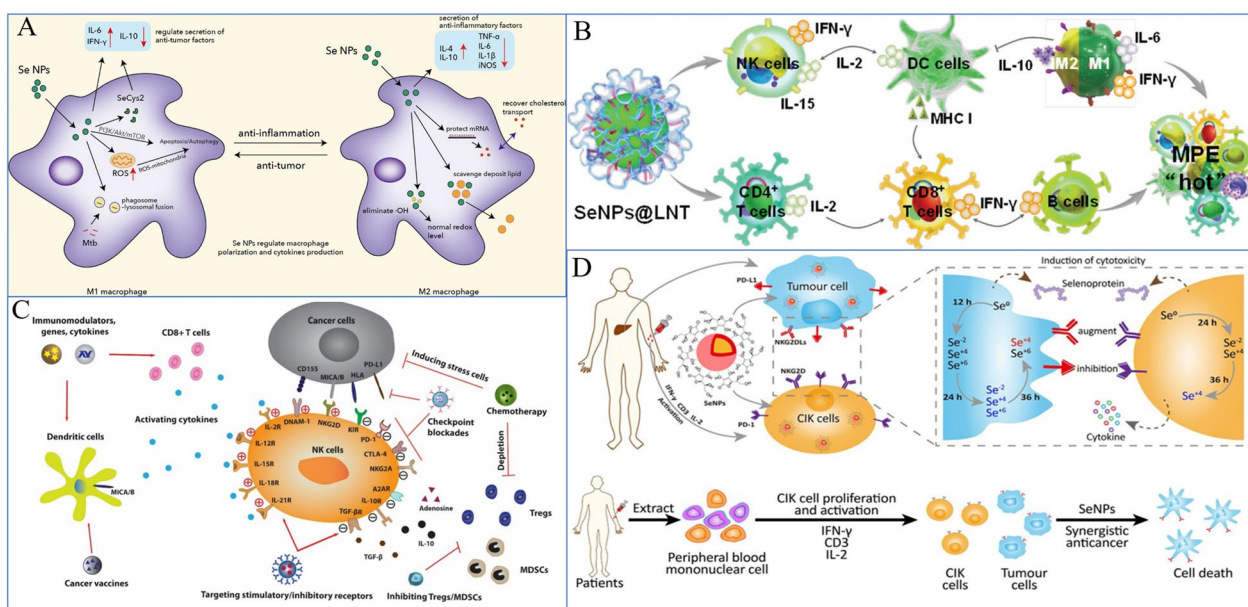 A
IL-6
IFN-γ
IL-10
regulate secretation
of anti-tumor
factors
Se NPs
SeCys2
PI3K/Akt/mTOR
Apoptosis/Autophagy
ROS
ROS-mitochondria
phagosome
-lysosomal fusion
Mtb
M1 macrophage
anti-inflammation
anti-tumor
Se NPs regulate macrophage
polarization and cytokines production
secretation of
anti-inflammatory factors
IL-4
IL-10
TNF-α
IL-6
IL-1β
iNOS
Se NPs
recover cholesterol
transport
protect mRNA
scavenge deposit lipid
eliminate ·OH
normal redox
level
M2 macrophage
B
SeNPs@LNT
NK cells
IFN-γ
IL-15
IL-2
DC cells
MHC I
IL-10
M2
M1
IL-6
IFN-γ
CD4+
T cells
IL-2
CD8+
T cells
IFN-γ
B cells
MPE
“hot”
C
Immunomodulators,
genes, cytokines
CD8+ T cells
Activating cytokines
Dendritic cells
MICA/B
Cancer vaccines
Cancer cells
CD155
MICA/B
HLA
PD-L1
IL-2R
DNAM-1
NKG2D
KIR
PD-1
IL-12R
CTLA-4
IL-15R
NK cells
NKG2A
IL-18R
A2AR
IL-21R
IL-10R
TGF-βR
Inducing stress cells
Chemotherapy
Checkpoint
blockades
Depletion
Adenosine
Tregs
IL-10
TGF-β
MDSCs
Targeting stimulatory/inhibitory receptors
Inhibiting Tregs/MDSCs
D
PD-L1
Tumour cell
NKG2DLs
SeNPs
IFN-γ CD3 IL-2
Activation
NKG2D
PD-1
CIK cells
Induction of cytotoxicity
Selenoprotein
12 h
Se0
Se-2
Se+4
Se+6
24 h
Se-2
Se+4
Se+6
36 h
Se+4
Se+6
augment
inhibition
Cytokine
Se0
24 h
Se-2
Se+4
36 h
Se+4
Patients
Extract
Peripheral blood
mononuclear cell
CIK cell proliferation
and activation
IFN-γ
CD3
IL-2
CIK
cells
Tumour
cells
SeNPs
Synergistic
anticancer
Cell death